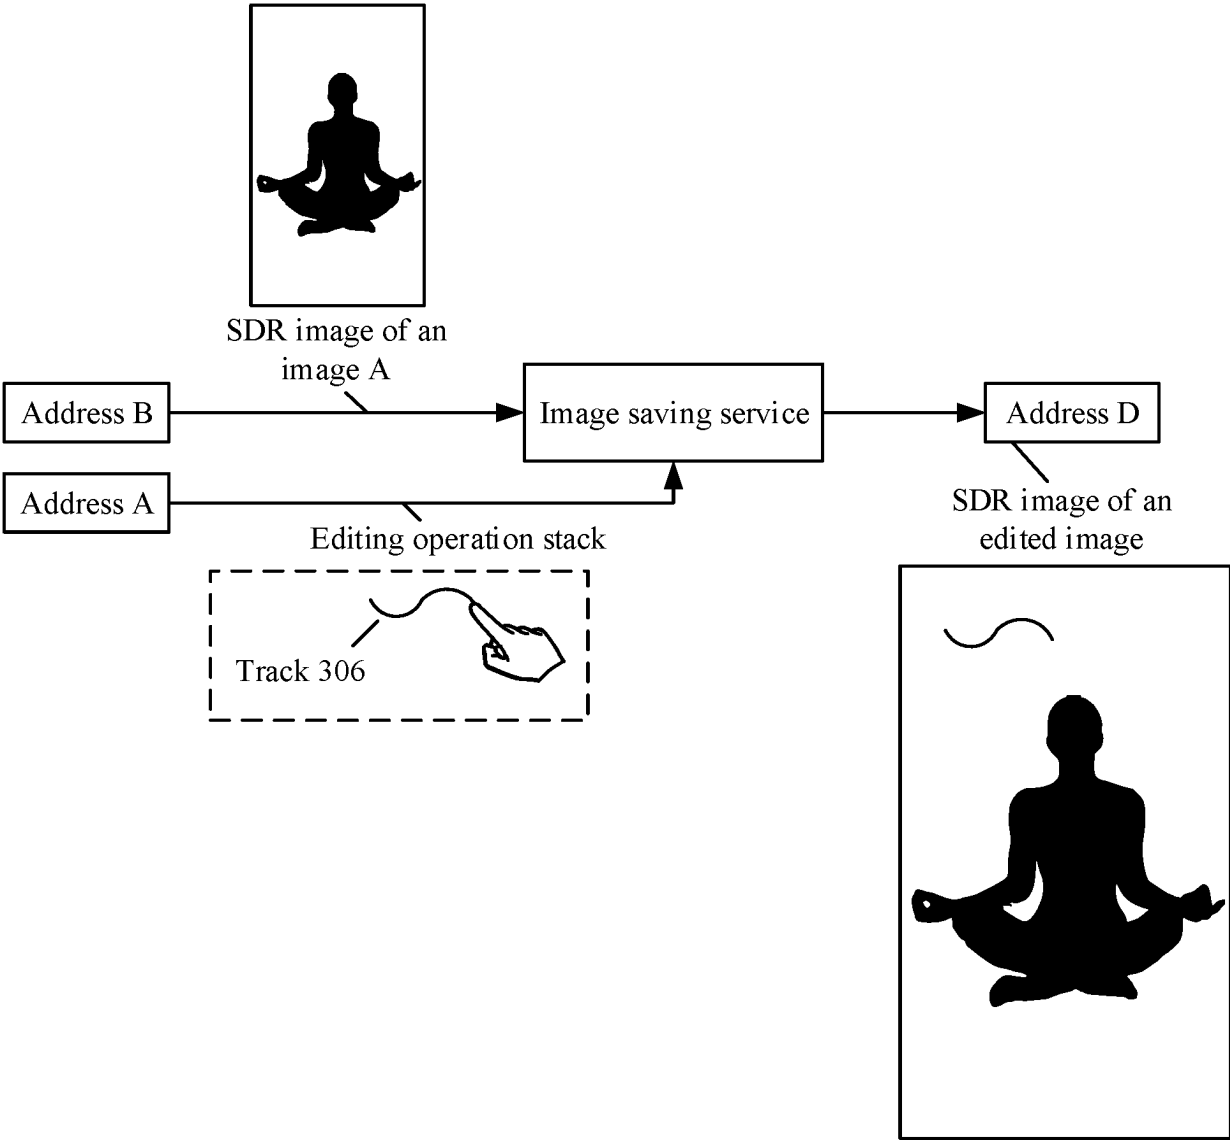 SDR image of an
image A
Address B
Image saving service
Address D
Address A
SDR image of an
edited image
Editing operation stack
Track 306